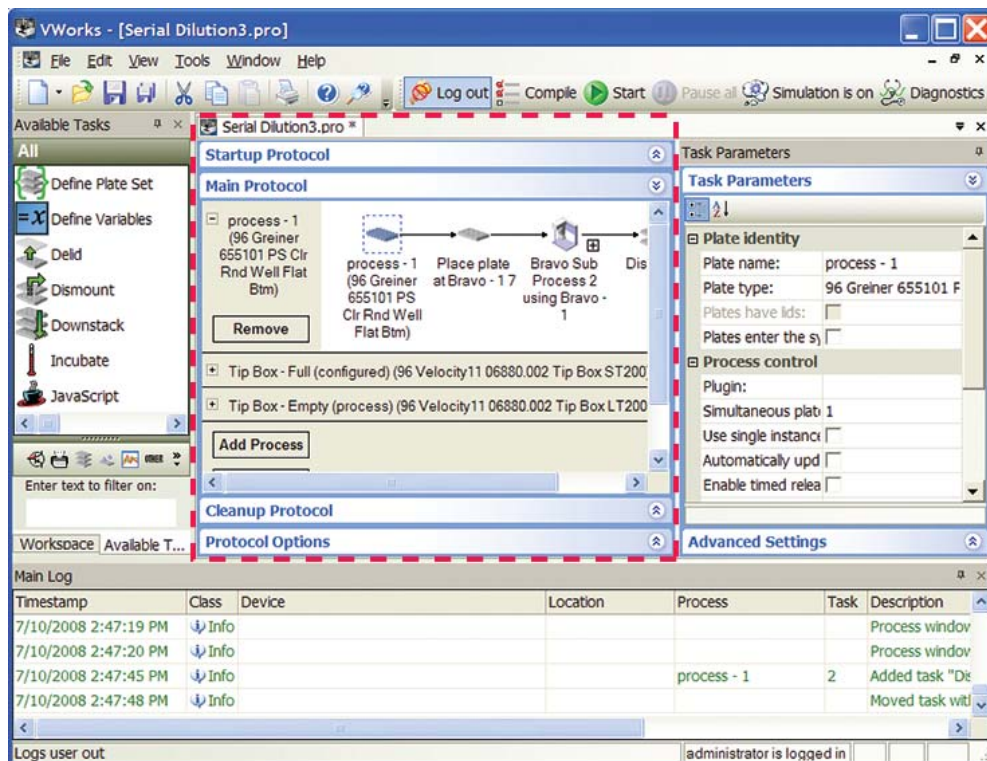 VWorks - [Serial Dilution3.pro]
File Edit View Tools Window Help
Log out Compile Start Pause all Simulation is on Diagnostics
Available Tasks
All
Define Plate Set
=x Define Variables
Delid
Dismount
Downstack
Incubate
JavaScript
Enter text to filter on:
Workspace Available T...
Serial Dilution3.pro *
Startup Protocol
Main Protocol
process - 1
(96 Greiner
655101 PS Clr
Rnd Well Flat
Btm)
Remove
process - 1
(96 Greiner
655101 PS
Clr Rnd Well
Flat Btm)
Place plate
at Bravo - 1 7
Bravo Sub
Process 2
using Bravo -
1
Dis
Tip Box - Full (configured) (96 Velocity11 06880.002 Tip Box ST200
Tip Box - Empty (process) (96 Velocity11 06880.002 Tip Box LT200
Add Process
Cleanup Protocol
Protocol Options
Task Parameters
Task Parameters
Plate identity
Plate name: process - 1
Plate type: 96 Greiner 655101 P
Plates have lids:
Plates enter the sy
Process control
Plugin:
Simultaneous plat 1
Use single instance
Automatically upd
Enable timed relea
Advanced Settings
Main Log
Timestamp Class Device Location Process Task Description
7/10/2008 2:47:19 PM Info Process window
7/10/2008 2:47:20 PM Info Process window
7/10/2008 2:47:45 PM Info process - 1 2 Added task "Dis
7/10/2008 2:47:48 PM Info Moved task with
Logs user out administrator is logged in